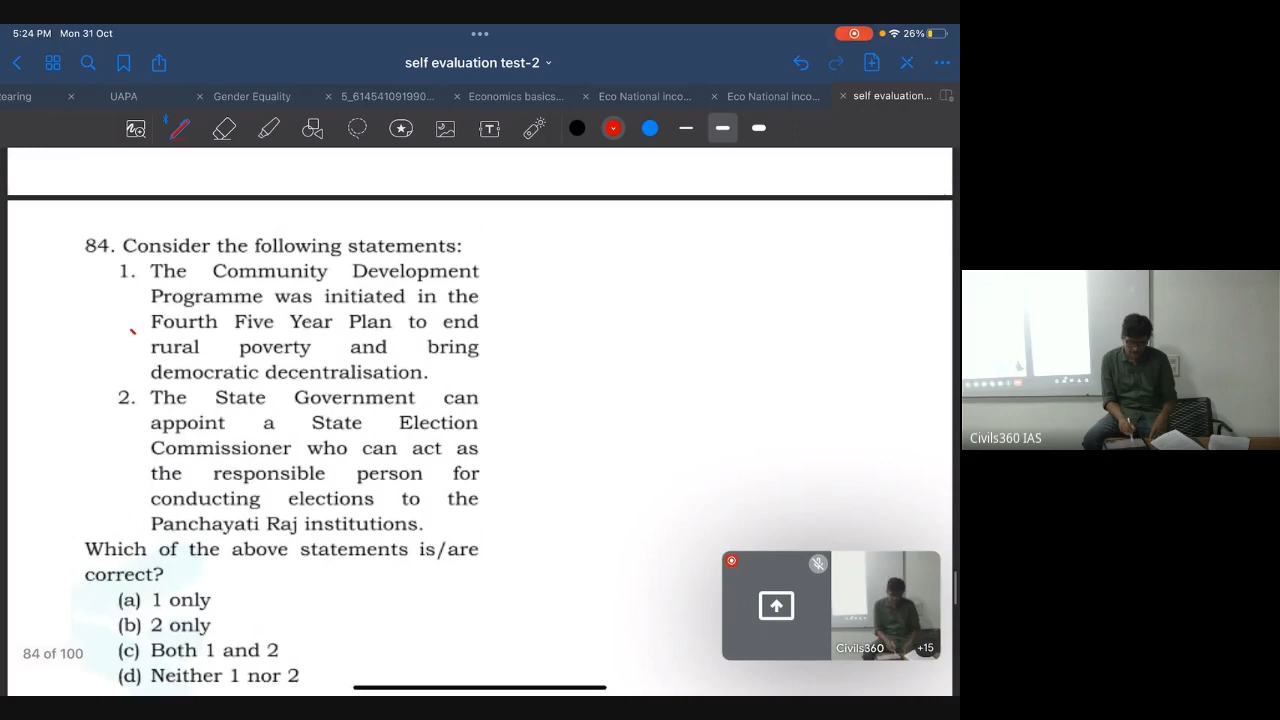 5:24 PM Mon 31 Oct
26%
self evaluation test-2
earing
UAPA
Gender Equality
5_614541091990...
Economics basics...
Eco National inco...
Eco National inco...
self evaluation...
84. Consider the following statements:
1. The Community Development
Programme was initiated in the
Fourth Five Year Plan to end
rural poverty and bring
democratic decentralisation.
2. The State Government can
appoint a State Election
Commissioner who can act as
the responsible person for
conducting elections to the
Panchayati Raj institutions.
Which of the above statements is/are
correct?
(a) 1 only
(b) 2 only
(c) Both 1 and 2
(d) Neither 1 nor 2
84 of 100
Civils360
+15
Civils360 IAS